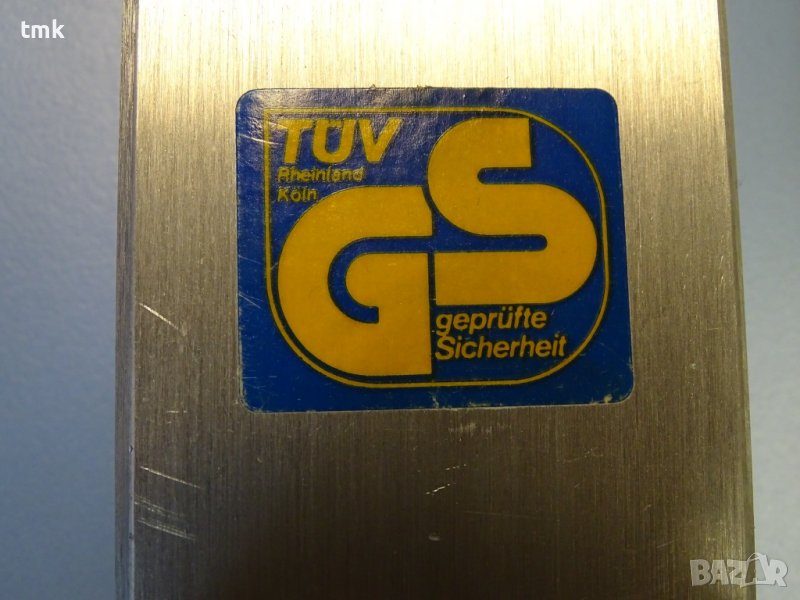 tmk
TÜV
Rheinland
Köln
GS
geprüfte
Sicherheit
BAZAR